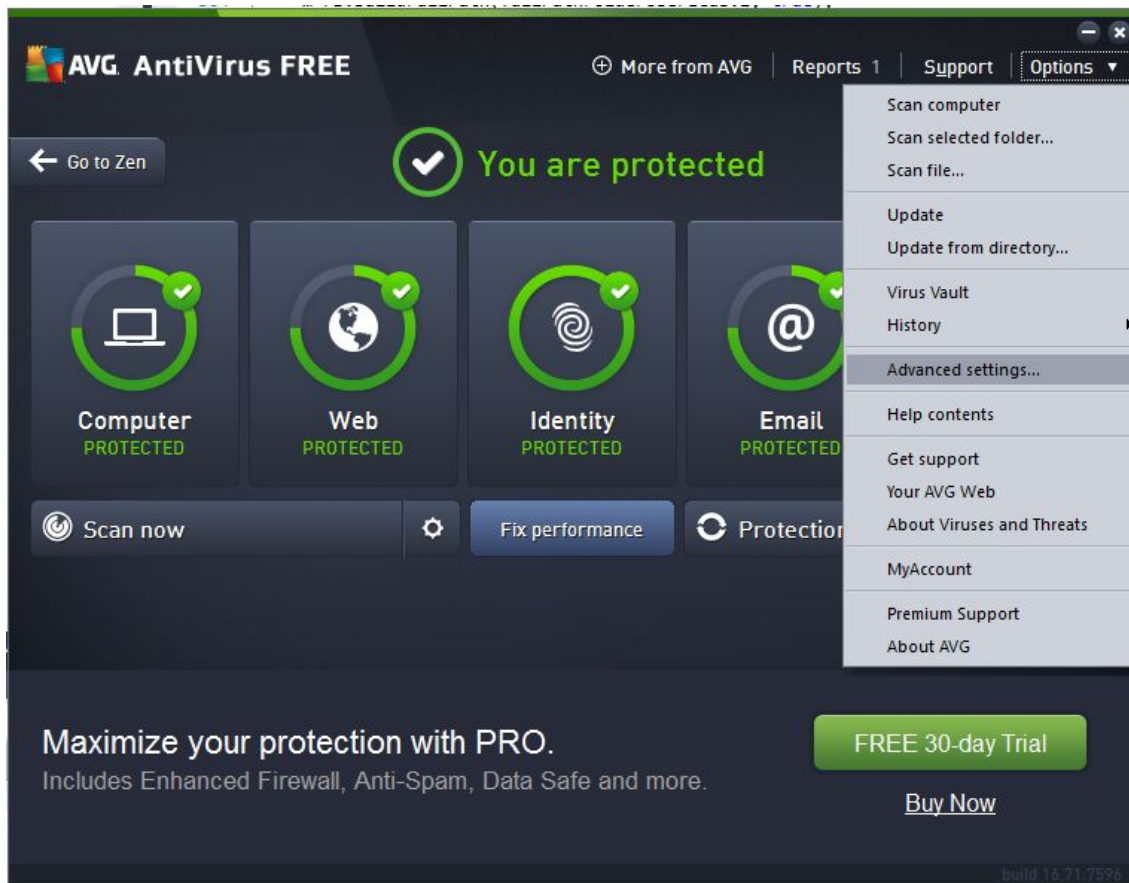 AVG AntiVirus FREE
More from AVG
Reports 1
Support
Options
Go to Zen
You are protected
Computer
PROTECTED
Web
PROTECTED
Identity
PROTECTED
Email
PROTECTED
Scan now
Fix performance
Protection
Scan computer
Scan selected folder...
Scan file...
Update
Update from directory...
Virus Vault
History
Advanced settings...
Help contents
Get support
Your AVG Web
About Viruses and Threats
MyAccount
Premium Support
About AVG
Maximize your protection with PRO.
Includes Enhanced Firewall, Anti-Spam, Data Safe and more.
FREE 30-day Trial
Buy Now
build 16.71.7596